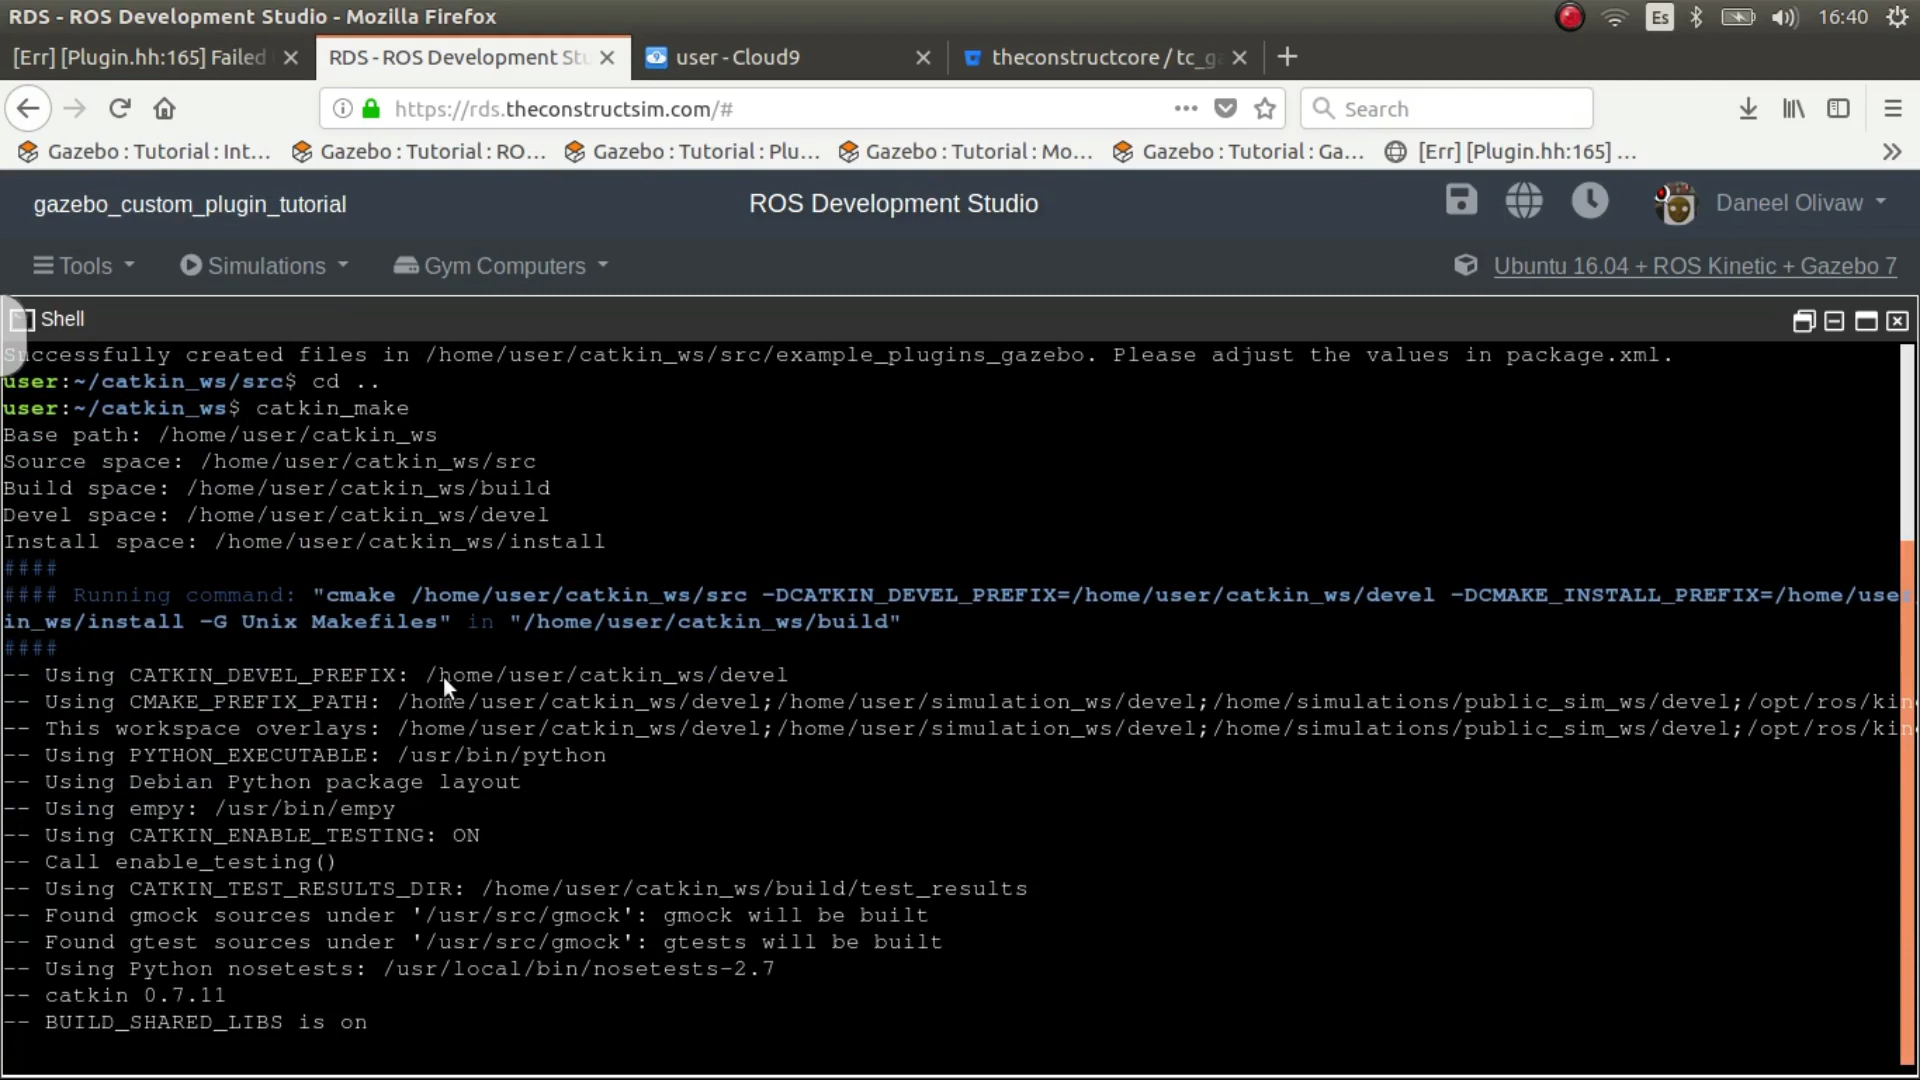 RDS - ROS Development Studio - Mozilla Firefox
Es
16:40
[Err] [Plugin.hh:165] Failed
RDS - ROS Development Stu
user - Cloud9
theconstructcore / tc_ga
https://rds.theconstructsim.com/#
Search
Gazebo : Tutorial : Int...
Gazebo : Tutorial : RO...
Gazebo : Tutorial : Plu...
Gazebo : Tutorial : Mo...
Gazebo : Tutorial : Ga...
[Err] [Plugin.hh:165] ...
gazebo_custom_plugin_tutorial
ROS Development Studio
Daneel Olivaw
Tools
Simulations
Gym Computers
Ubuntu 16.04 + ROS Kinetic + Gazebo 7
Shell
Successfully created files in /home/user/catkin_ws/src/example_plugins_gazebo. Please adjust the values in package.xml.
user:~/catkin_ws/src$ cd ..
user:~/catkin_ws$ catkin_make
Base path: /home/user/catkin_ws
Source space: /home/user/catkin_ws/src
Build space: /home/user/catkin_ws/build
Devel space: /home/user/catkin_ws/devel
Install space: /home/user/catkin_ws/install
####
#### Running command: "cmake /home/user/catkin_ws/src -DCATKIN_DEVEL_PREFIX=/home/user/catkin_ws/devel -DCMAKE_INSTALL_PREFIX=/home/use
in_ws/install -G Unix Makefiles" in "/home/user/catkin_ws/build"
####
-- Using CATKIN_DEVEL_PREFIX: /home/user/catkin_ws/devel
-- Using CMAKE_PREFIX_PATH: /home/user/catkin_ws/devel;/home/user/simulation_ws/devel;/home/simulations/public_sim_ws/devel;/opt/ros/kin
-- This workspace overlays: /home/user/catkin_ws/devel;/home/user/simulation_ws/devel;/home/simulations/public_sim_ws/devel;/opt/ros/kin
-- Using PYTHON_EXECUTABLE: /usr/bin/python
-- Using Debian Python package layout
-- Using empy: /usr/bin/empy
-- Using CATKIN_ENABLE_TESTING: ON
-- Call enable_testing()
-- Using CATKIN_TEST_RESULTS_DIR: /home/user/catkin_ws/build/test_results
-- Found gmock sources under '/usr/src/gmock': gmock will be built
-- Found gtest sources under '/usr/src/gmock': gtests will be built
-- Using Python nosetests: /usr/local/bin/nosetests-2.7
-- catkin 0.7.11
-- BUILD_SHARED_LIBS is on